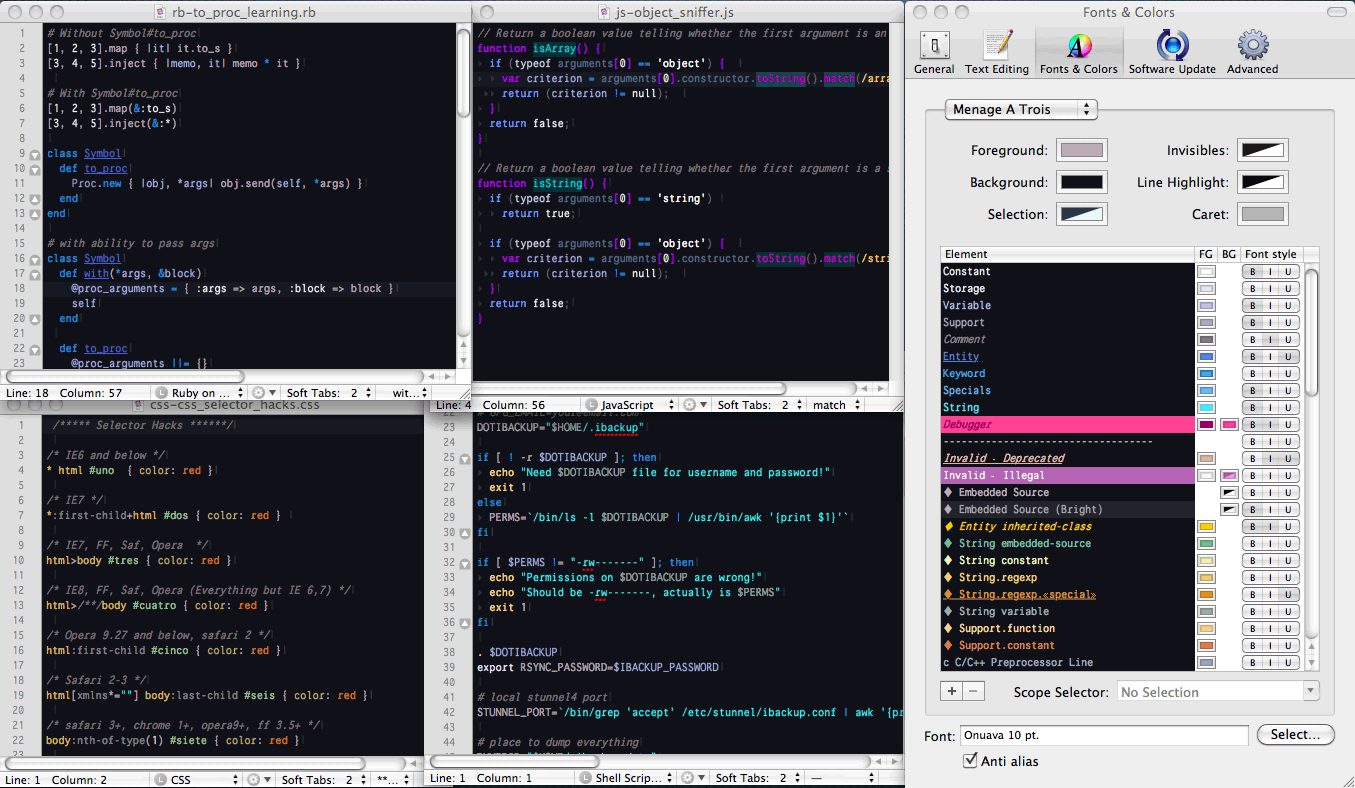 rb-to_proc_learning.rb
1 # Without Symbol#to_proc
2 [1, 2, 3].map { |it| it.to_s }
3 [3, 4, 5].inject { |memo, it| memo * it }
4
5 # With Symbol#to_proc
6 [1, 2, 3].map(&:to_s)
7 [3, 4, 5].inject(&:*)
8
9 class Symbol
10 def to_proc
11 Proc.new { |obj, *args| obj.send(self, *args) }
12 end
13 end
14
15 # with ability to pass args
16 class Symbol
17 def with(*args, &block)
18 @proc_arguments = { :args => args, :block => block }
19 self
20 end
21
22 def to_proc
23 @proc_arguments ||= {}
Line: 18 Column: 57 L Ruby on ... Soft Tabs: 2 wit...
js-object_sniffer.js
// Return a boolean value telling whether the first argument is an
function isArray() {
if (typeof arguments[0] == 'object') {
var criterion = arguments[0].constructor.toString().match(/arra
return (criterion != null);
}
return false;
}
// Return a boolean value telling whether the first argument is a s
function isString() {
if (typeof arguments[0] == 'string')
return true;
if (typeof arguments[0] == 'object') {
var criterion = arguments[0].constructor.toString().match(/stri
return (criterion != null);
}
return false;
}
Line: 4 Column: 56 L JavaScript Soft Tabs: 2 match
css-css_selector_hacks.css
1 /***** Selector Hacks ******/
2
3 /* IE6 and below */
4 * html #uno { color: red }
5
6 /* IE7 */
7 *:first-child+html #dos { color: red }
8
9 /* IE7, FF, Saf, Opera */
10 html>body #tres { color: red }
11
12 /* IE8, FF, Saf, Opera (Everything but IE 6,7) */
13 html>/**/body #cuatro { color: red }
14
15 /* Opera 9.27 and below, safari 2 */
16 html:first-child #cinco { color: red }
17
18 /* Safari 2-3 */
19 html[xmlns*=""] body:last-child #seis { color: red }
20
21 /* safari 3+, chrome 1+, opera9+, ff 3.5+ */
22 body:nth-of-type(1) #siete { color: red }
23
Line: 1 Column: 2 L CSS Soft Tabs: 2 **...
23 DOTIBACKUP="$HOME/.ibackup"
24
25 if [ ! -r $DOTIBACKUP ]; then
26 echo "Need $DOTIBACKUP file for username and password!"
27 exit 1
28 else
29 PERMS=`/bin/ls -l $DOTIBACKUP | /usr/bin/awk '{print $1}'`
30 fi
31
32 if [ $PERMS != "-rw-------" ]; then
33 echo "Permissions on $DOTIBACKUP are wrong!"
34 echo "Should be -rw-------, actually is $PERMS"
35 exit 1
36 fi
37
38 . $DOTIBACKUP
39 export RSYNC_PASSWORD=$IBACKUP_PASSWORD
40
41 # local stunnel4 port
42 STUNNEL_PORT=`/bin/grep 'accept' /etc/stunnel/ibackup.conf | awk '{pr
43
44 # place to dump everything
Line: 1 Column: 1 L Shell Scrip... Soft Tabs: 2 —
Fonts & Colors
General Text Editing Fonts & Colors Software Update Advanced
Menage A Trois
Foreground: Invisibles:
Background: Line Highlight:
Selection: Caret:
Element FG BG Font style
Constant B I U
Storage B I U
Variable B I U
Support B I U
Comment B I U
Entity B I U
Keyword B I U
Specials B I U
String B I U
Debugger B I U
-------------------------------- B I U
Invalid - Deprecated B I U
Invalid - Illegal B I U
♦ Embedded Source B I U
♦ Embedded Source (Bright) B I U
♦ Entity inherited-class B I U
♦ String embedded-source B I U
♦ String constant B I U
♦ String.regexp B I U
♦ String.regexp.«special» B I U
♦ String variable B I U
♦ Support.function B I U
♦ Support.constant B I U
c C/C++ Preprocessor Line B I U
+ − Scope Selector: No Selection
Font: Onuava 10 pt. Select...
Anti alias